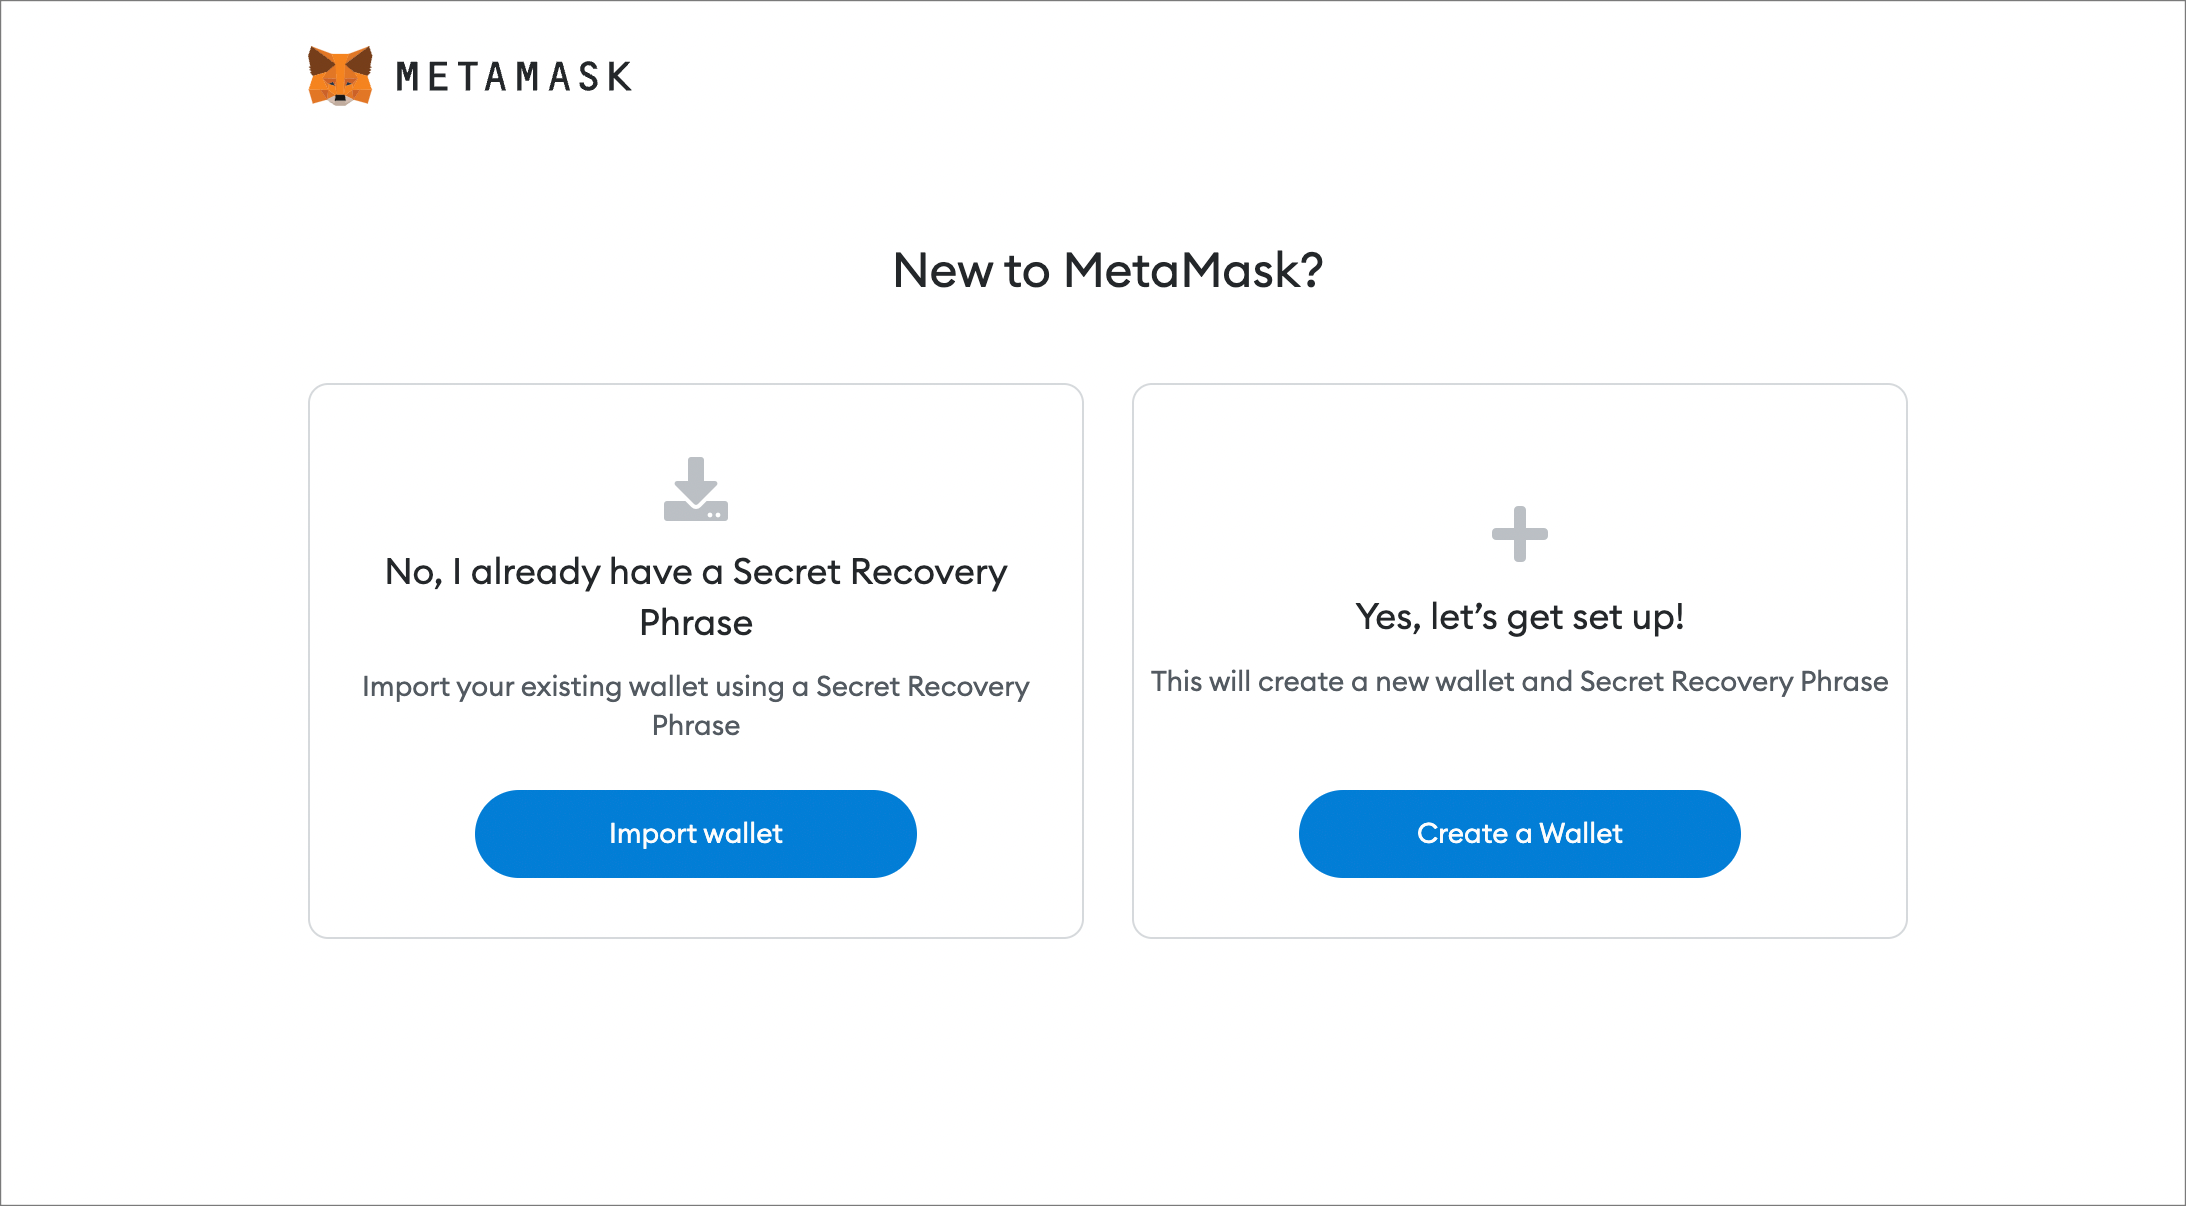 METAMASK
New to MetaMask?
No, I already have a Secret Recovery
Phrase
Import your existing wallet using a Secret Recovery
Phrase
Import wallet
Yes, let’s get set up!
This will create a new wallet and Secret Recovery Phrase
Create a Wallet